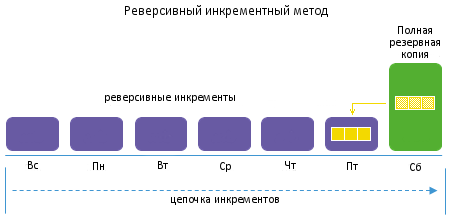 Реверсивный инкрементный метод
Полная
резервная
копия
реверсивные инкременты
Вс Пн Вт Ср Чт Пт Сб
цепочка инкрементов